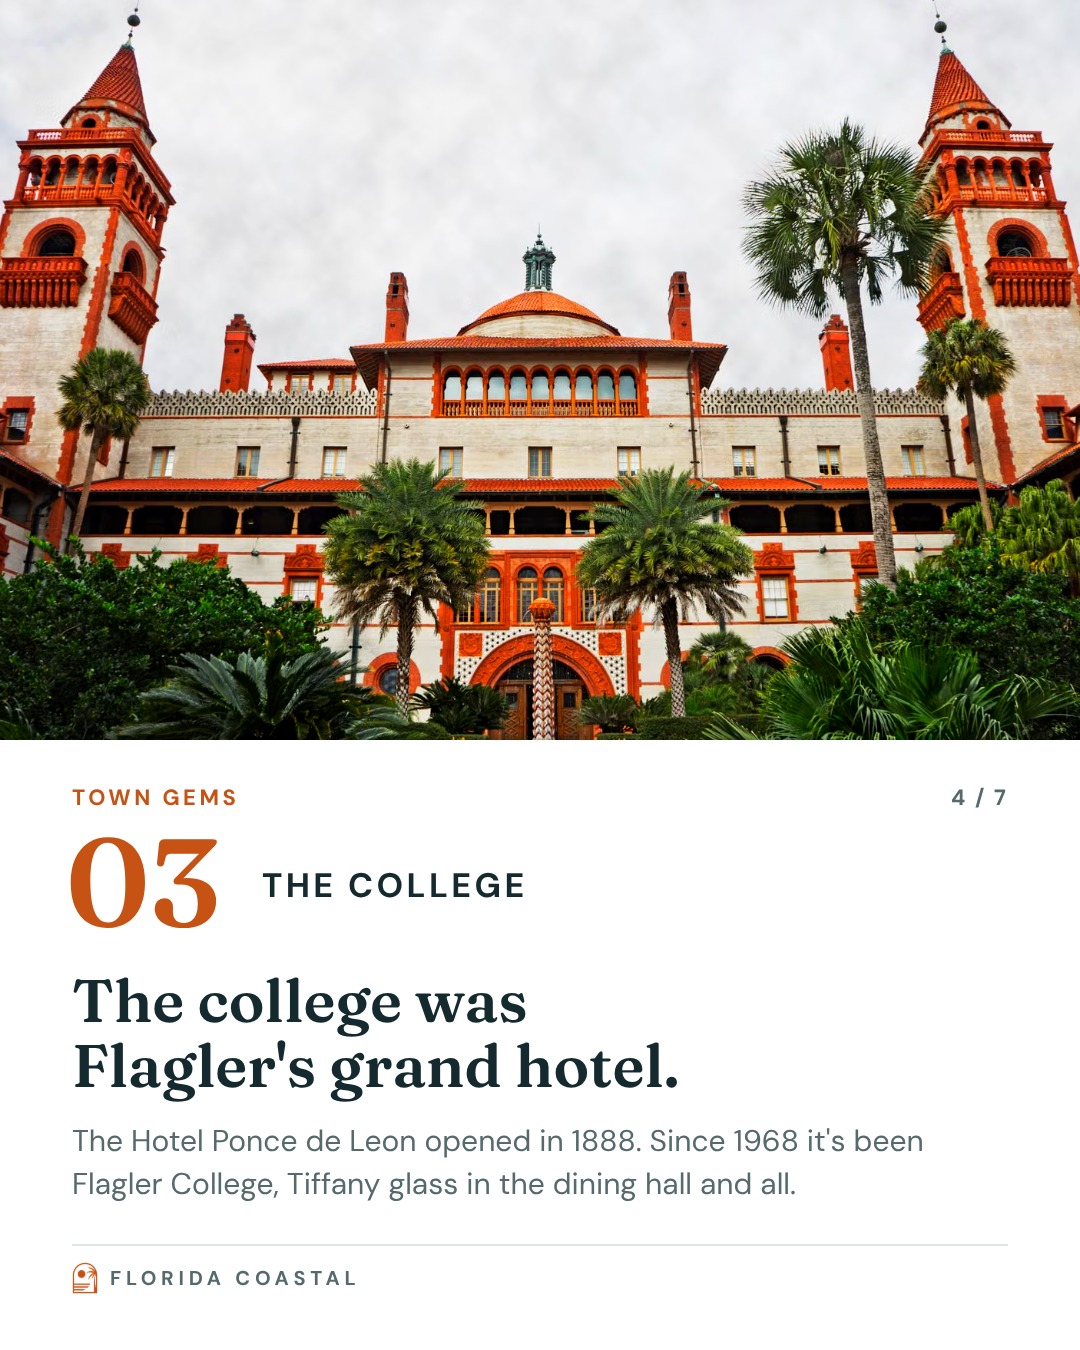 TOWN GEMS
4 / 7
03
THE COLLEGE
The college was
Flagler's grand hotel.
The Hotel Ponce de Leon opened in 1888. Since 1968 it's been
Flagler College, Tiffany glass in the dining hall and all.
FLORIDA COASTAL